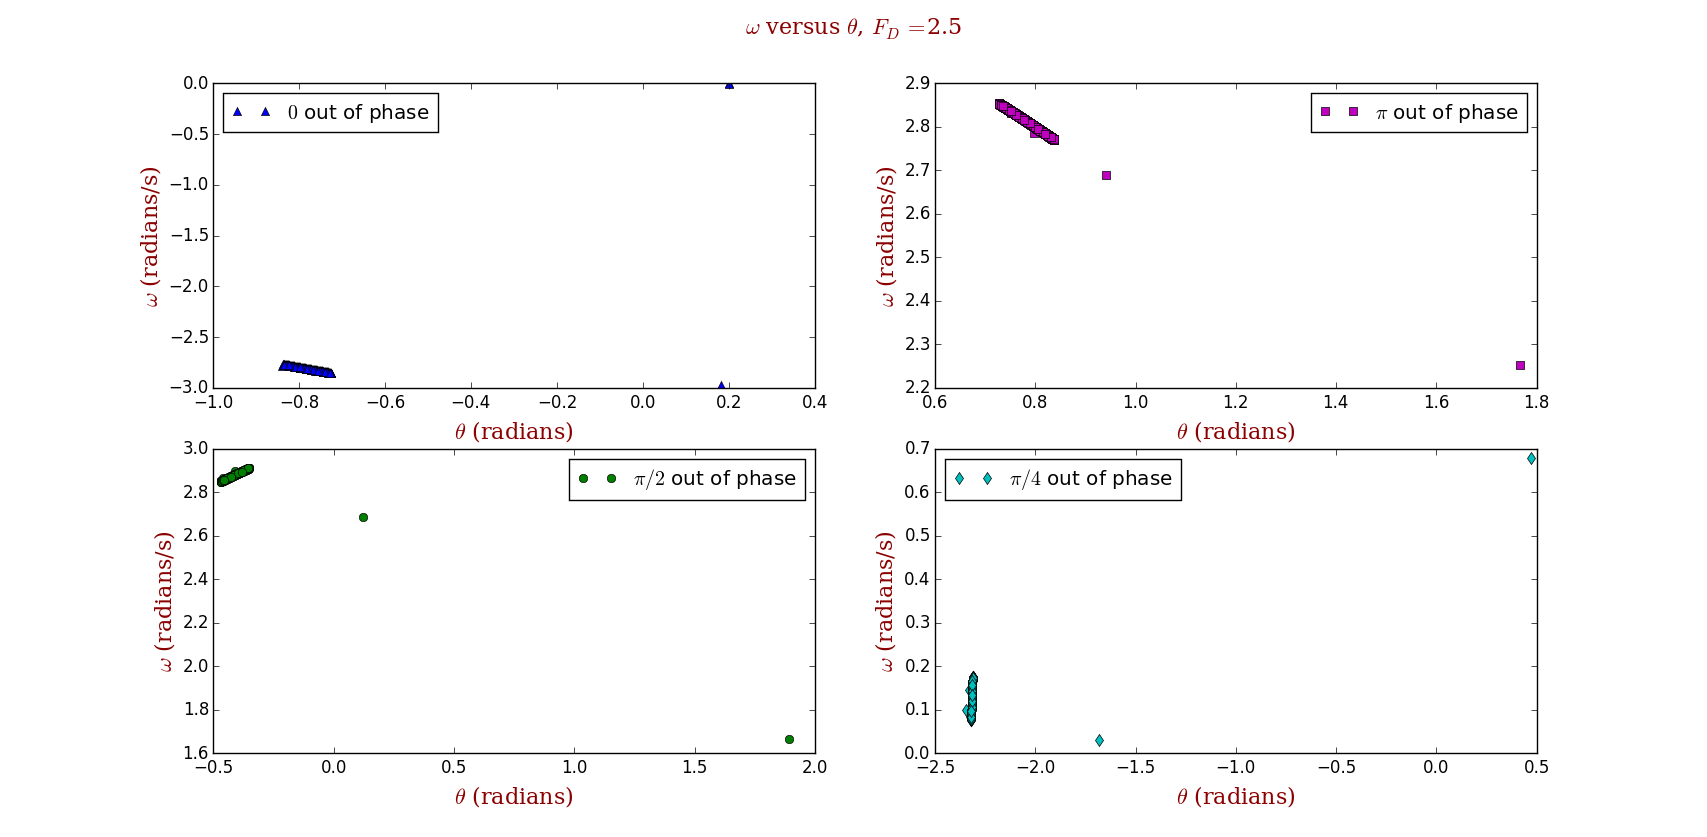 ω versus θ, F_D =2.5
0 out of phase
0.0
−0.5
−1.0
−1.5
−2.0
−2.5
−3.0
ω (radians/s)
−1.0 −0.8 −0.6 −0.4 −0.2 0.0 0.2 0.4
θ (radians)
π out of phase
2.9
2.8
2.7
2.6
2.5
2.4
2.3
2.2
ω (radians/s)
0.6 0.8 1.0 1.2 1.4 1.6 1.8
θ (radians)
π/2 out of phase
3.0
2.8
2.6
2.4
2.2
2.0
1.8
1.6
ω (radians/s)
−0.5 0.0 0.5 1.0 1.5 2.0
θ (radians)
π/4 out of phase
0.7
0.6
0.5
0.4
0.3
0.2
0.1
0.0
ω (radians/s)
−2.5 −2.0 −1.5 −1.0 −0.5 0.0 0.5
θ (radians)